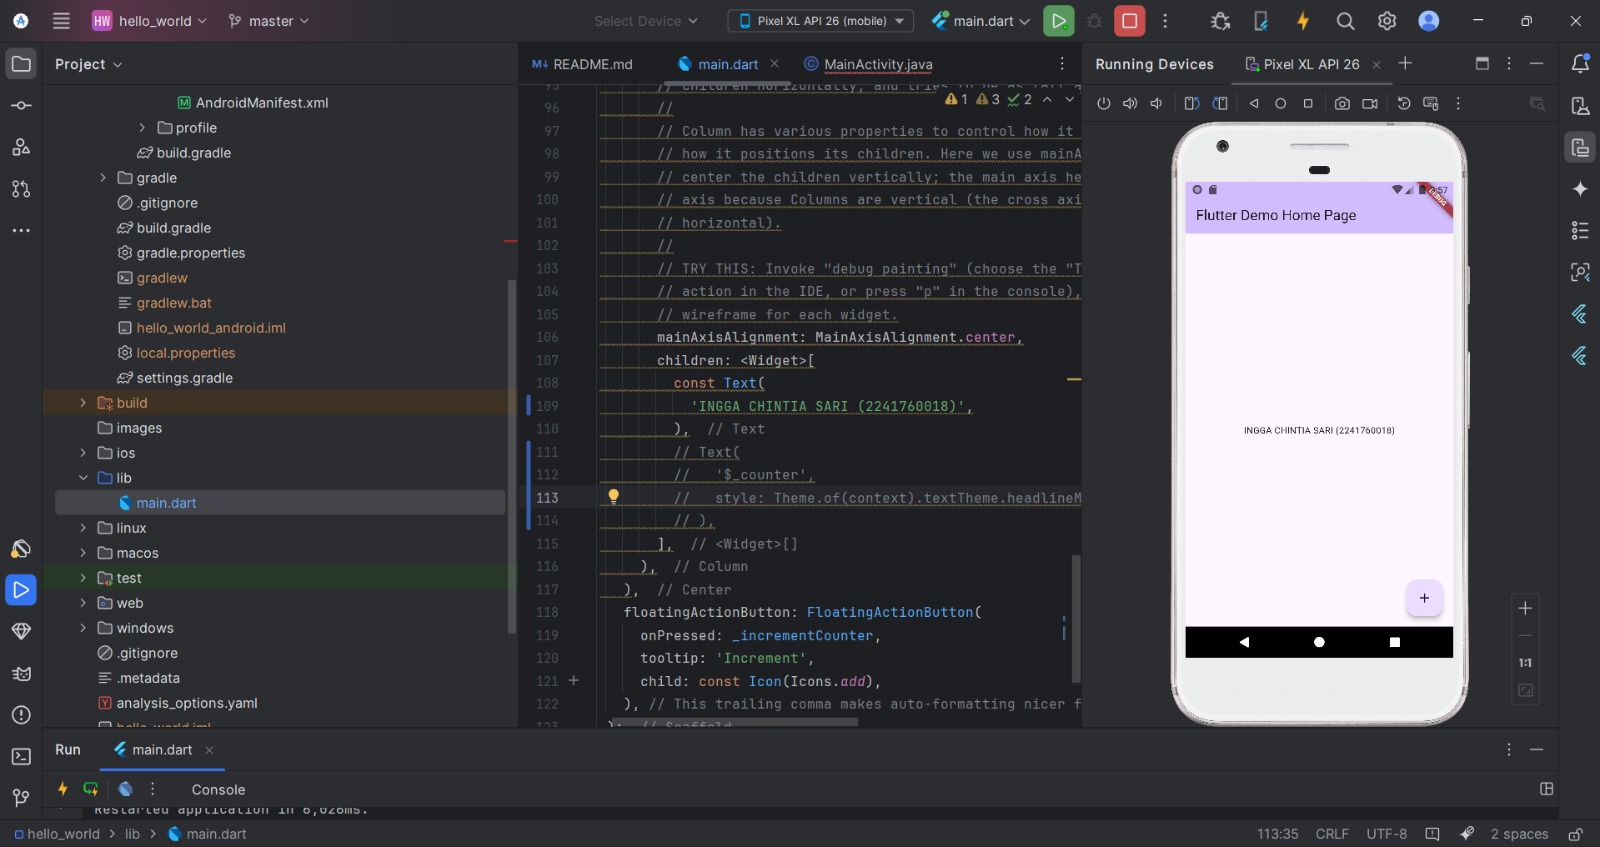 HW hello_world master Select Device Pixel XL API 26 (mobile) main.dart
Project
AndroidManifest.xml
profile
build.gradle
gradle
.gitignore
build.gradle
gradle.properties
gradlew
gradlew.bat
hello_world_android.iml
local.properties
settings.gradle
build
images
ios
lib
main.dart
linux
macos
test
web
windows
.gitignore
.metadata
analysis_options.yaml
hello_world.iml
README.md main.dart MainActivity.java
1 3 2
96 //
97 // Column has various properties to control how it
98 // how it positions its children. Here we use mainA
99 // center the children vertically; the main axis he
100 // axis because Columns are vertical (the cross axi
101 // horizontal).
102 //
103 // TRY THIS: Invoke "debug painting" (choose the "T
104 // action in the IDE, or press "p" in the console),
105 // wireframe for each widget.
106 mainAxisAlignment: MainAxisAlignment.center,
107 children: <Widget>[
108 const Text(
109 'INGGA CHINTIA SARI (2241760018)',
110 ), // Text
111 // Text(
112 // '$_counter',
113 // style: Theme.of(context).textTheme.headlineM
114 // ),
115 ], // <Widget>[]
116 ), // Column
117 ), // Center
118 floatingActionButton: FloatingActionButton(
119 onPressed: _incrementCounter,
120 tooltip: 'Increment',
121 child: const Icon(Icons.add),
122 ), // This trailing comma makes auto-formatting nicer f
123 ); // Scaffold
Running Devices Pixel XL API 26
DEBUG
Flutter Demo Home Page
INGGA CHINTIA SARI (2241760018)
1:1
Run main.dart
Console
Restarted application in 6,026ms.
hello_world lib main.dart 113:35 CRLF UTF-8 2 spaces